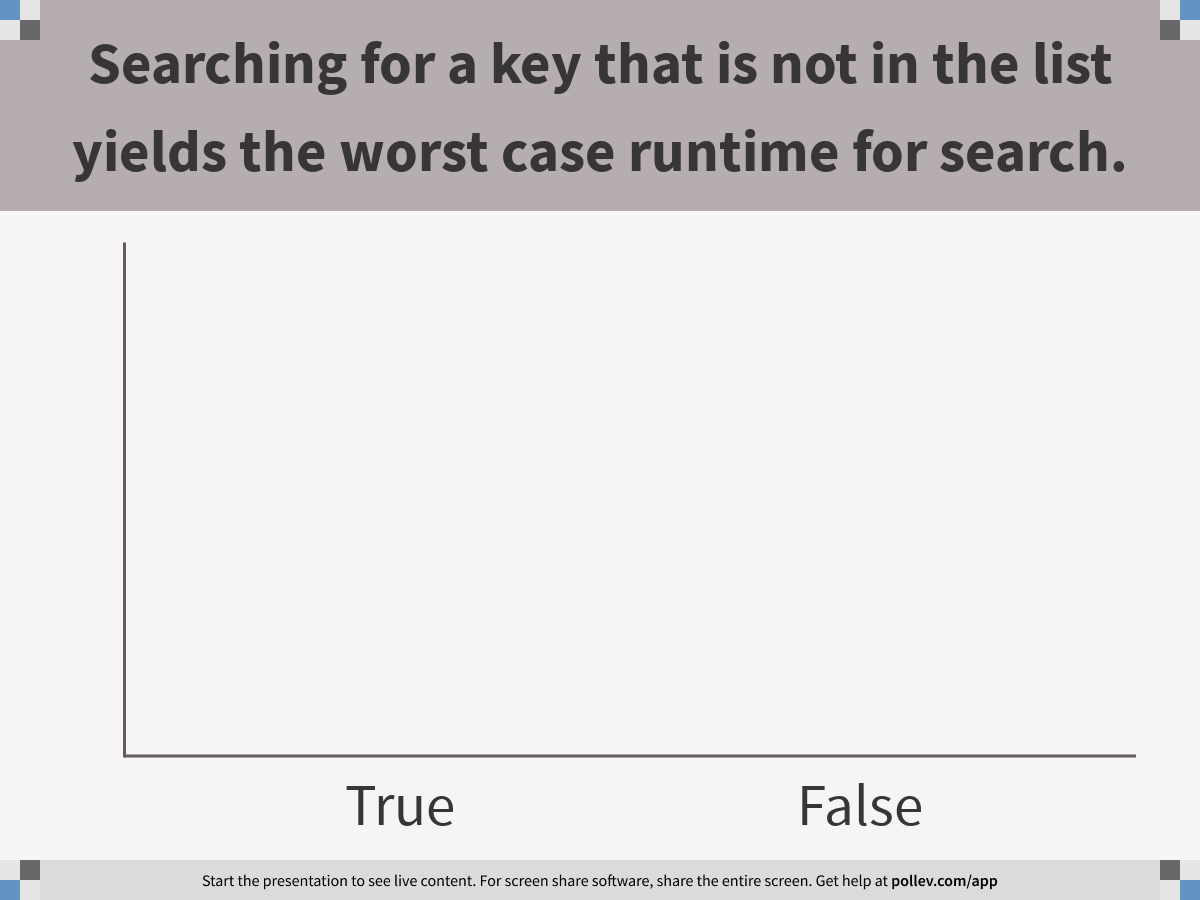 Searching for a key that is not in the list
yields the worst case runtime for search.
True False
Start the presentation to see live content. For screen share software, share the entire screen. Get help at pollev.com/app